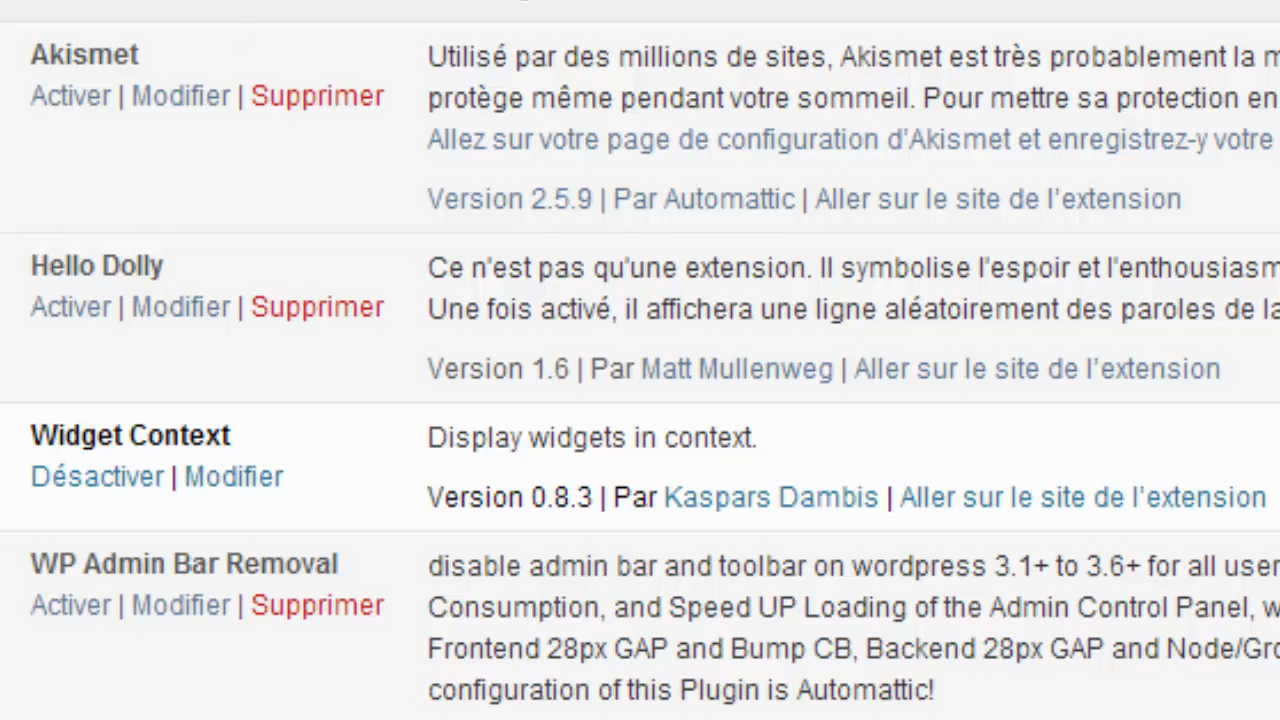 Akismet
Activer | Modifier | Supprimer
Utilisé par des millions de sites, Akismet est très probablement la
protège même pendant votre sommeil. Pour mettre sa protection en
Allez sur votre page de configuration d'Akismet et enregistrez-y votre
Version 2.5.9 | Par Automattic | Aller sur le site de l'extension
Hello Dolly
Activer | Modifier | Supprimer
Ce n'est pas qu'une extension. Il symbolise l'espoir et l'enthousiasm
Une fois activé, il affichera une ligne aléatoirement des paroles de la
Version 1.6 | Par Matt Mullenweg | Aller sur le site de l'extension
Widget Context
Désactiver | Modifier
Display widgets in context.
Version 0.8.3 | Par Kaspars Dambis | Aller sur le site de l'extension
WP Admin Bar Removal
Activer | Modifier | Supprimer
disable admin bar and toolbar on wordpress 3.1+ to 3.6+ for all user
Consumption, and Speed UP Loading of the Admin Control Panel, w
Frontend 28px GAP and Bump CB, Backend 28px GAP and Node/Gro
configuration of this Plugin is Automattic!